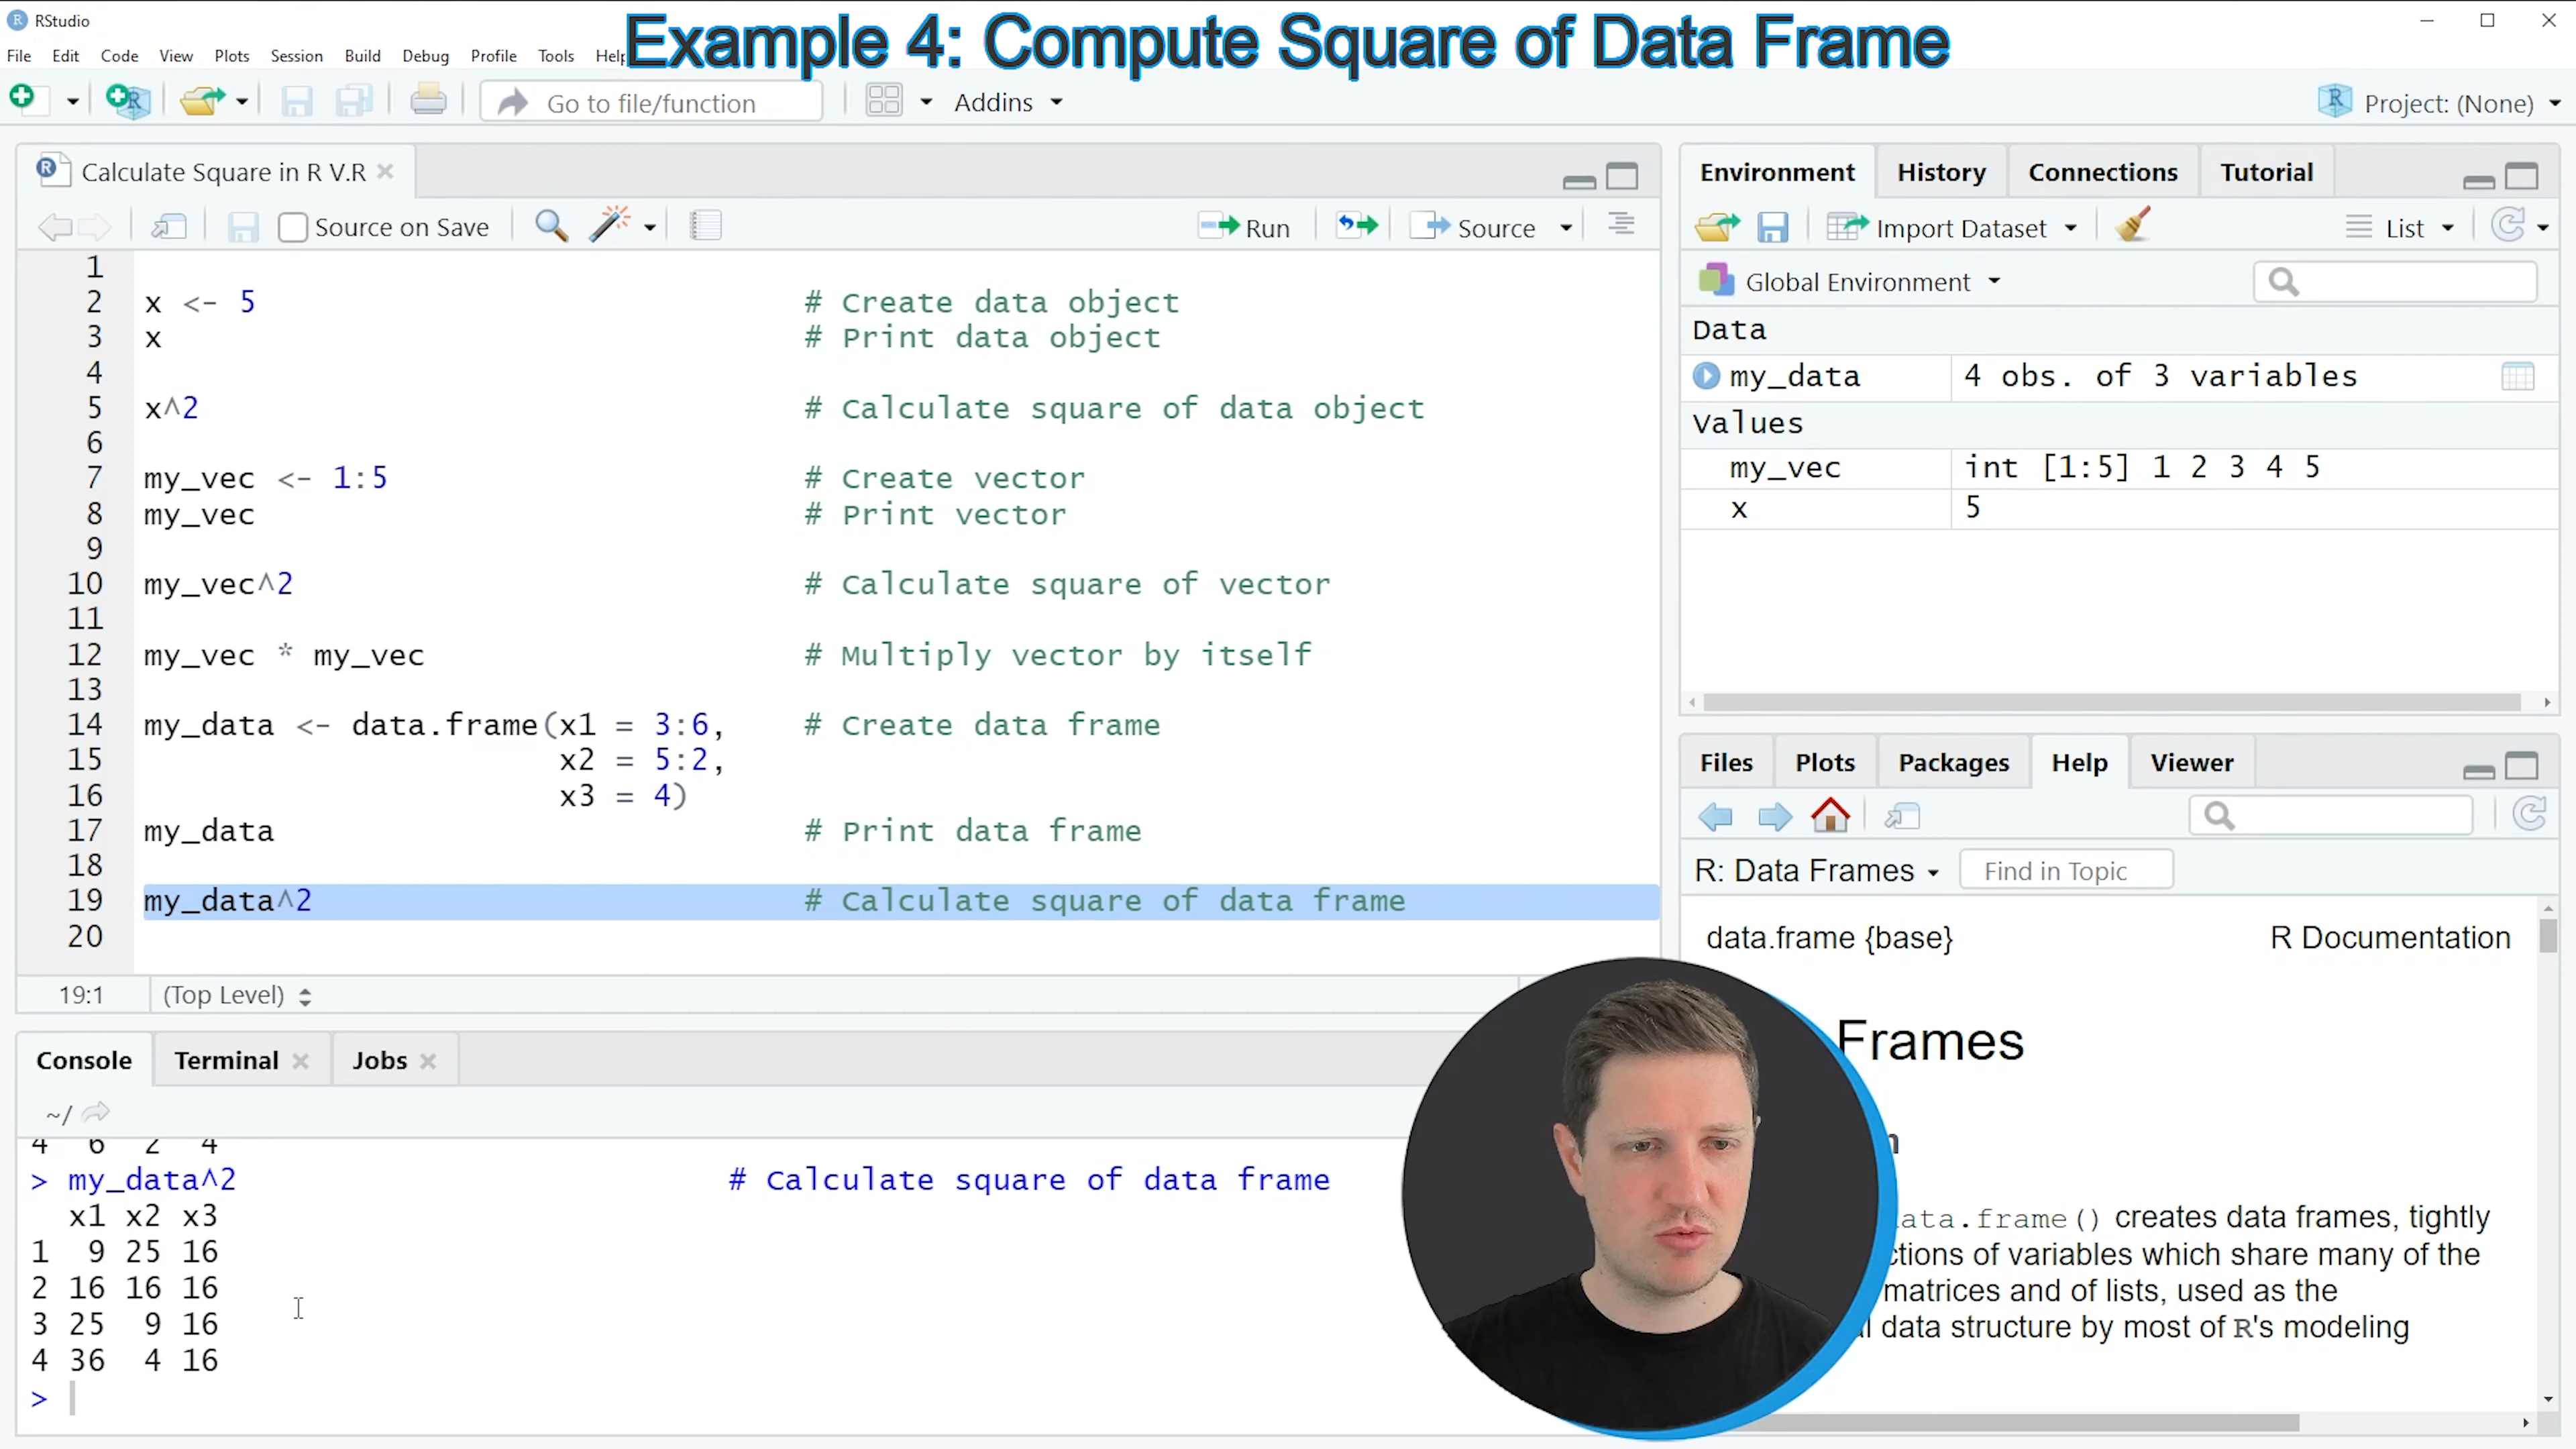 RStudio
Example 4: Compute Square of Data Frame
File Edit Code View Plots Session Build Debug Profile Tools Help
Go to file/function
Addins
Project: (None)
Calculate Square in R V.R
Source on Save
Run
Source
1
2 x <- 5 # Create data object
3 x # Print data object
4
5 x^2 # Calculate square of data object
6
7 my_vec <- 1:5 # Create vector
8 my_vec # Print vector
9
10 my_vec^2 # Calculate square of vector
11
12 my_vec * my_vec # Multiply vector by itself
13
14 my_data <- data.frame(x1 = 3:6, # Create data frame
15 x2 = 5:2,
16 x3 = 4)
17 my_data # Print data frame
18
19 my_data^2 # Calculate square of data frame
20
19:1 (Top Level)
Console Terminal Jobs
~/
4 6 2 4
> my_data^2 # Calculate square of data frame
x1 x2 x3
1 9 25 16
2 16 16 16
3 25 9 16
4 36 4 16
>
Environment History Connections Tutorial
Import Dataset
List
Global Environment
Data
my_data 4 obs. of 3 variables
Values
my_vec int [1:5] 1 2 3 4 5
x 5
Files Plots Packages Help Viewer
R: Data Frames
Find in Topic
data.frame {base}
R Documentation
Frames
data.frame() creates data frames, tightly
of variables which share many of the
matrices and of lists, used as the
data structure by most of R's modeling